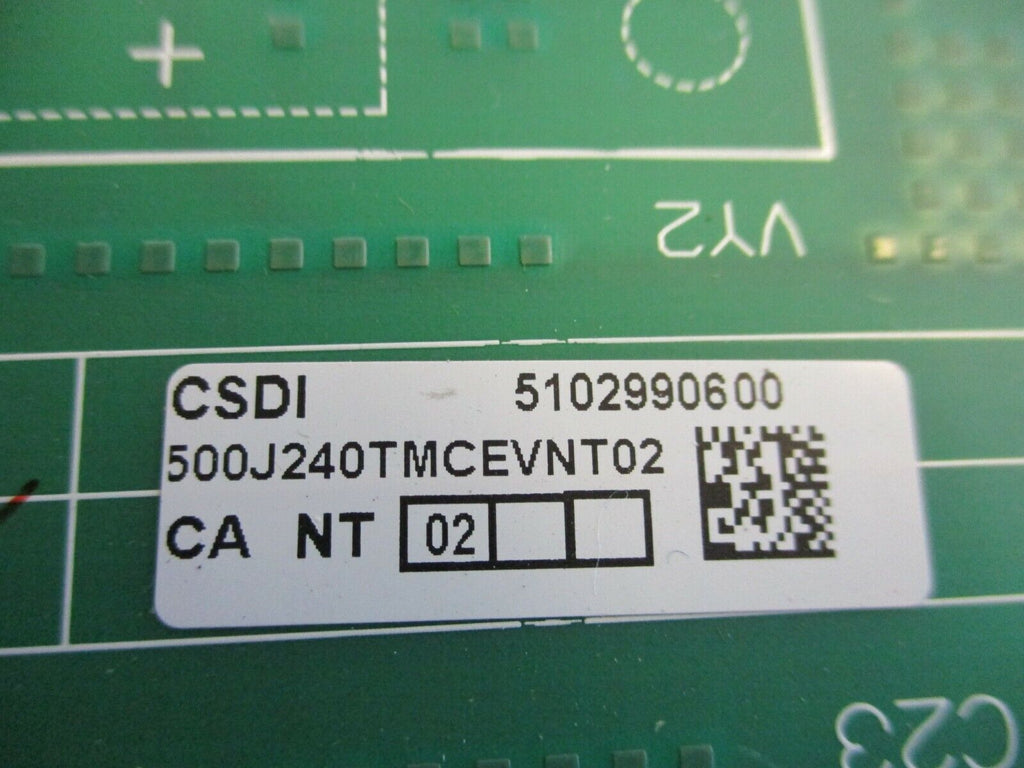 VY2
CSDI 5102990600
500J240TMCEVNT02
CA NT 02
C23